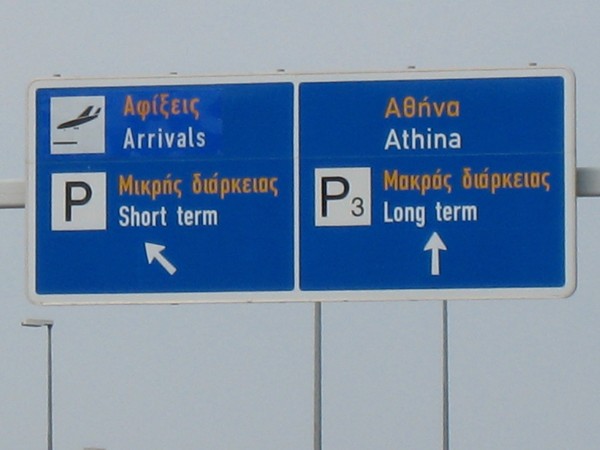 Αφίξεις
Arrivals
P Μικρής διάρκειας
Short term
Αθήνα
Athina
P3 Μακράς διάρκειας
Long term